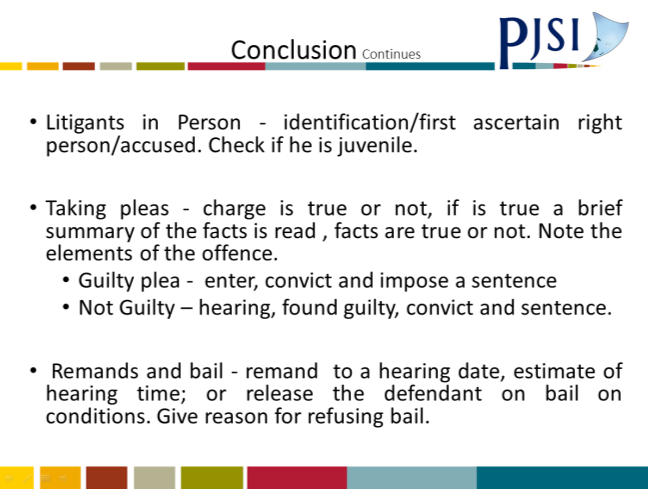 Conclusion Continues
PJSI
• Litigants in Person - identification/first ascertain right
person/accused. Check if he is juvenile.
• Taking pleas - charge is true or not, if is true a brief
summary of the facts is read , facts are true or not. Note the
elements of the offence.
• Guilty plea - enter, convict and impose a sentence
• Not Guilty – hearing, found guilty, convict and sentence.
• Remands and bail - remand to a hearing date, estimate of
hearing time; or release the defendant on bail on
conditions. Give reason for refusing bail.